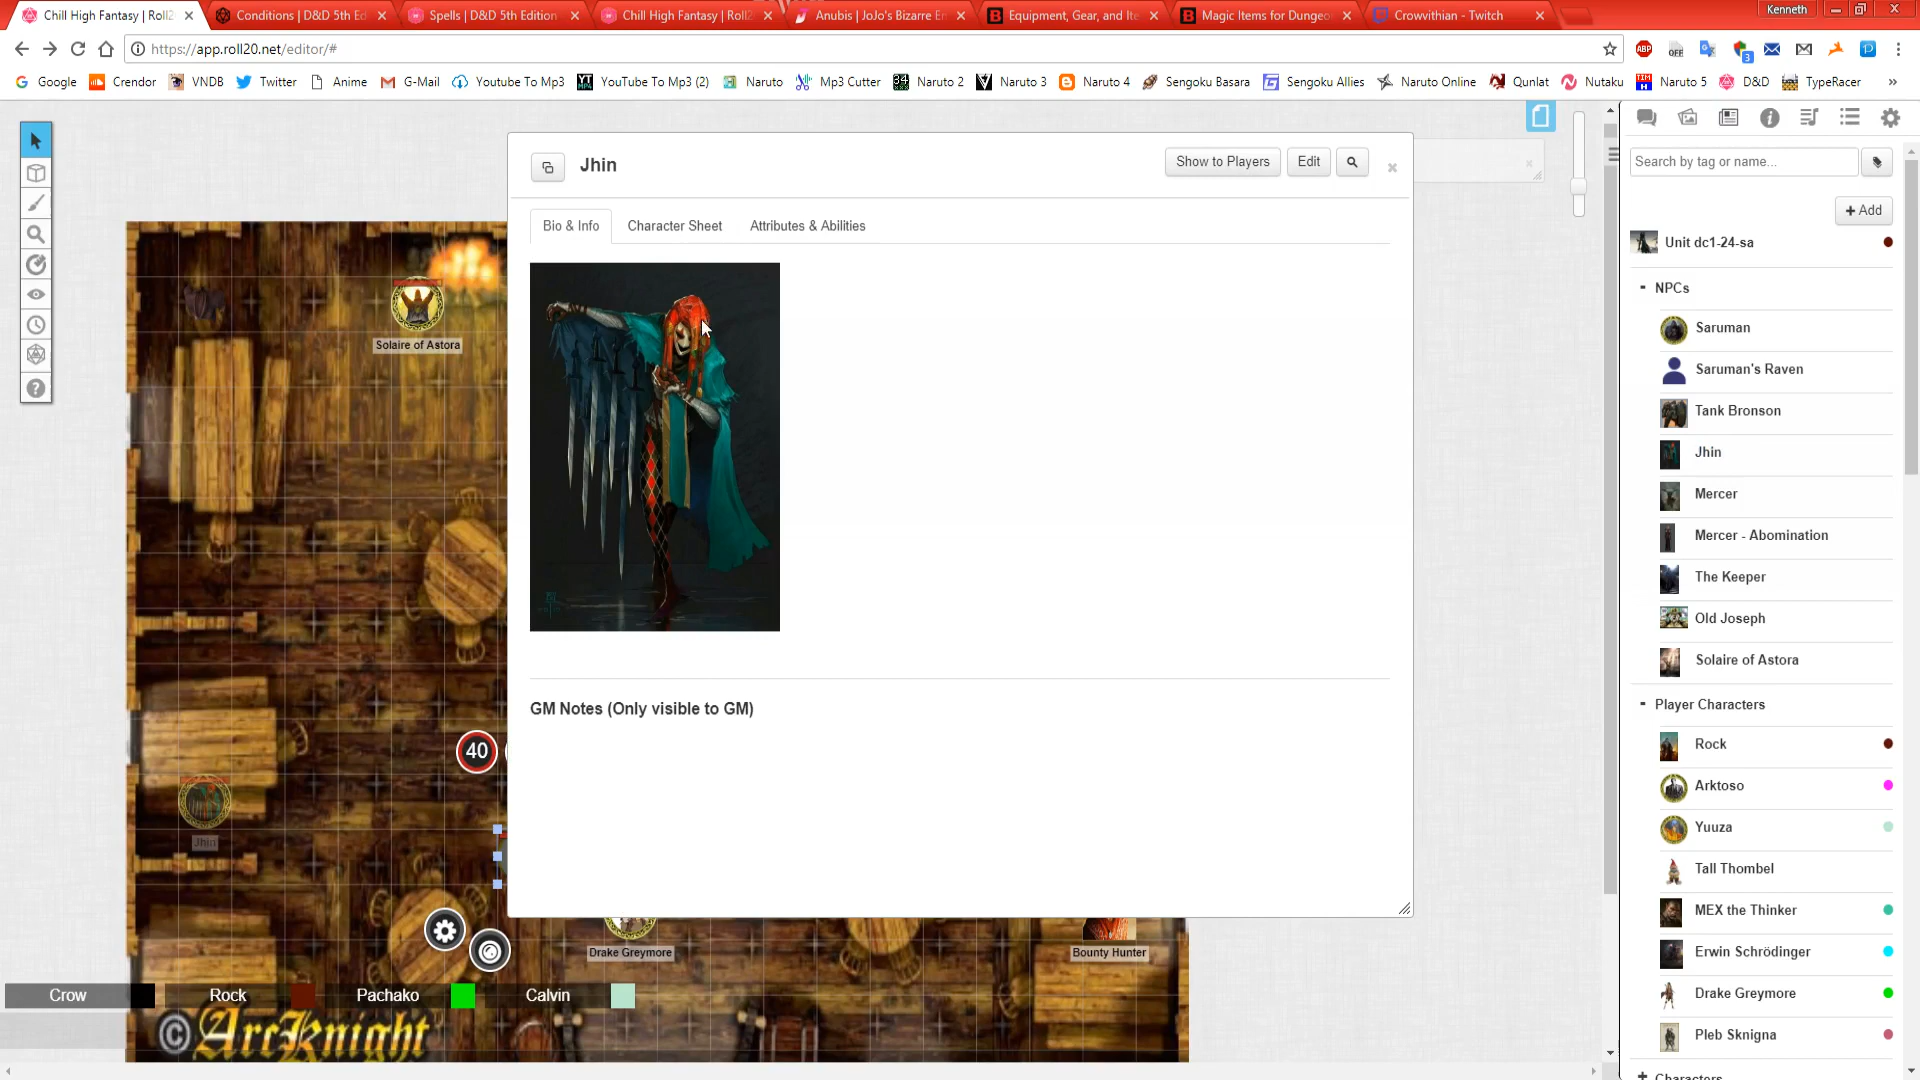 Chill High Fantasy | Roll2
Conditions | D&D 5th Ed
Spells | D&D 5th Edition
Chill High Fantasy | Roll2
Anubis | JoJo's Bizarre En
Equipment, Gear, and Ite
Magic Items for Dungeo
Crowvithian - Twitch
Kenneth
https://app.roll20.net/editor/#
ABP
OFF
3
Google
Crendor
VNDB
Twitter
Anime
G-Mail
Youtube To Mp3
YouTube To Mp3 (2)
Naruto
Mp3 Cutter
Naruto 2
Naruto 3
Naruto 4
Sengoku Basara
Sengoku Allies
Naruto Online
Qunlat
Nutaku
Naruto 5
D&D
TypeRacer
»
Jhin
Show to Players
Edit
Bio & Info
Character Sheet
Attributes & Abilities
GM Notes (Only visible to GM)
Solaire of Astora
40
Jhin
Drake Greymore
Bounty Hunter
Crow
Rock
Pachako
Calvin
© ArcKnight
Search by tag or name...
+ Add
Unit dc1-24-sa
- NPCs
Saruman
Saruman's Raven
Tank Bronson
Jhin
Mercer
Mercer - Abomination
The Keeper
Old Joseph
Solaire of Astora
- Player Characters
Rock
Arktoso
Yuuza
Tall Thombel
MEX the Thinker
Erwin Schrödinger
Drake Greymore
Pleb Sknigna
+ Characters